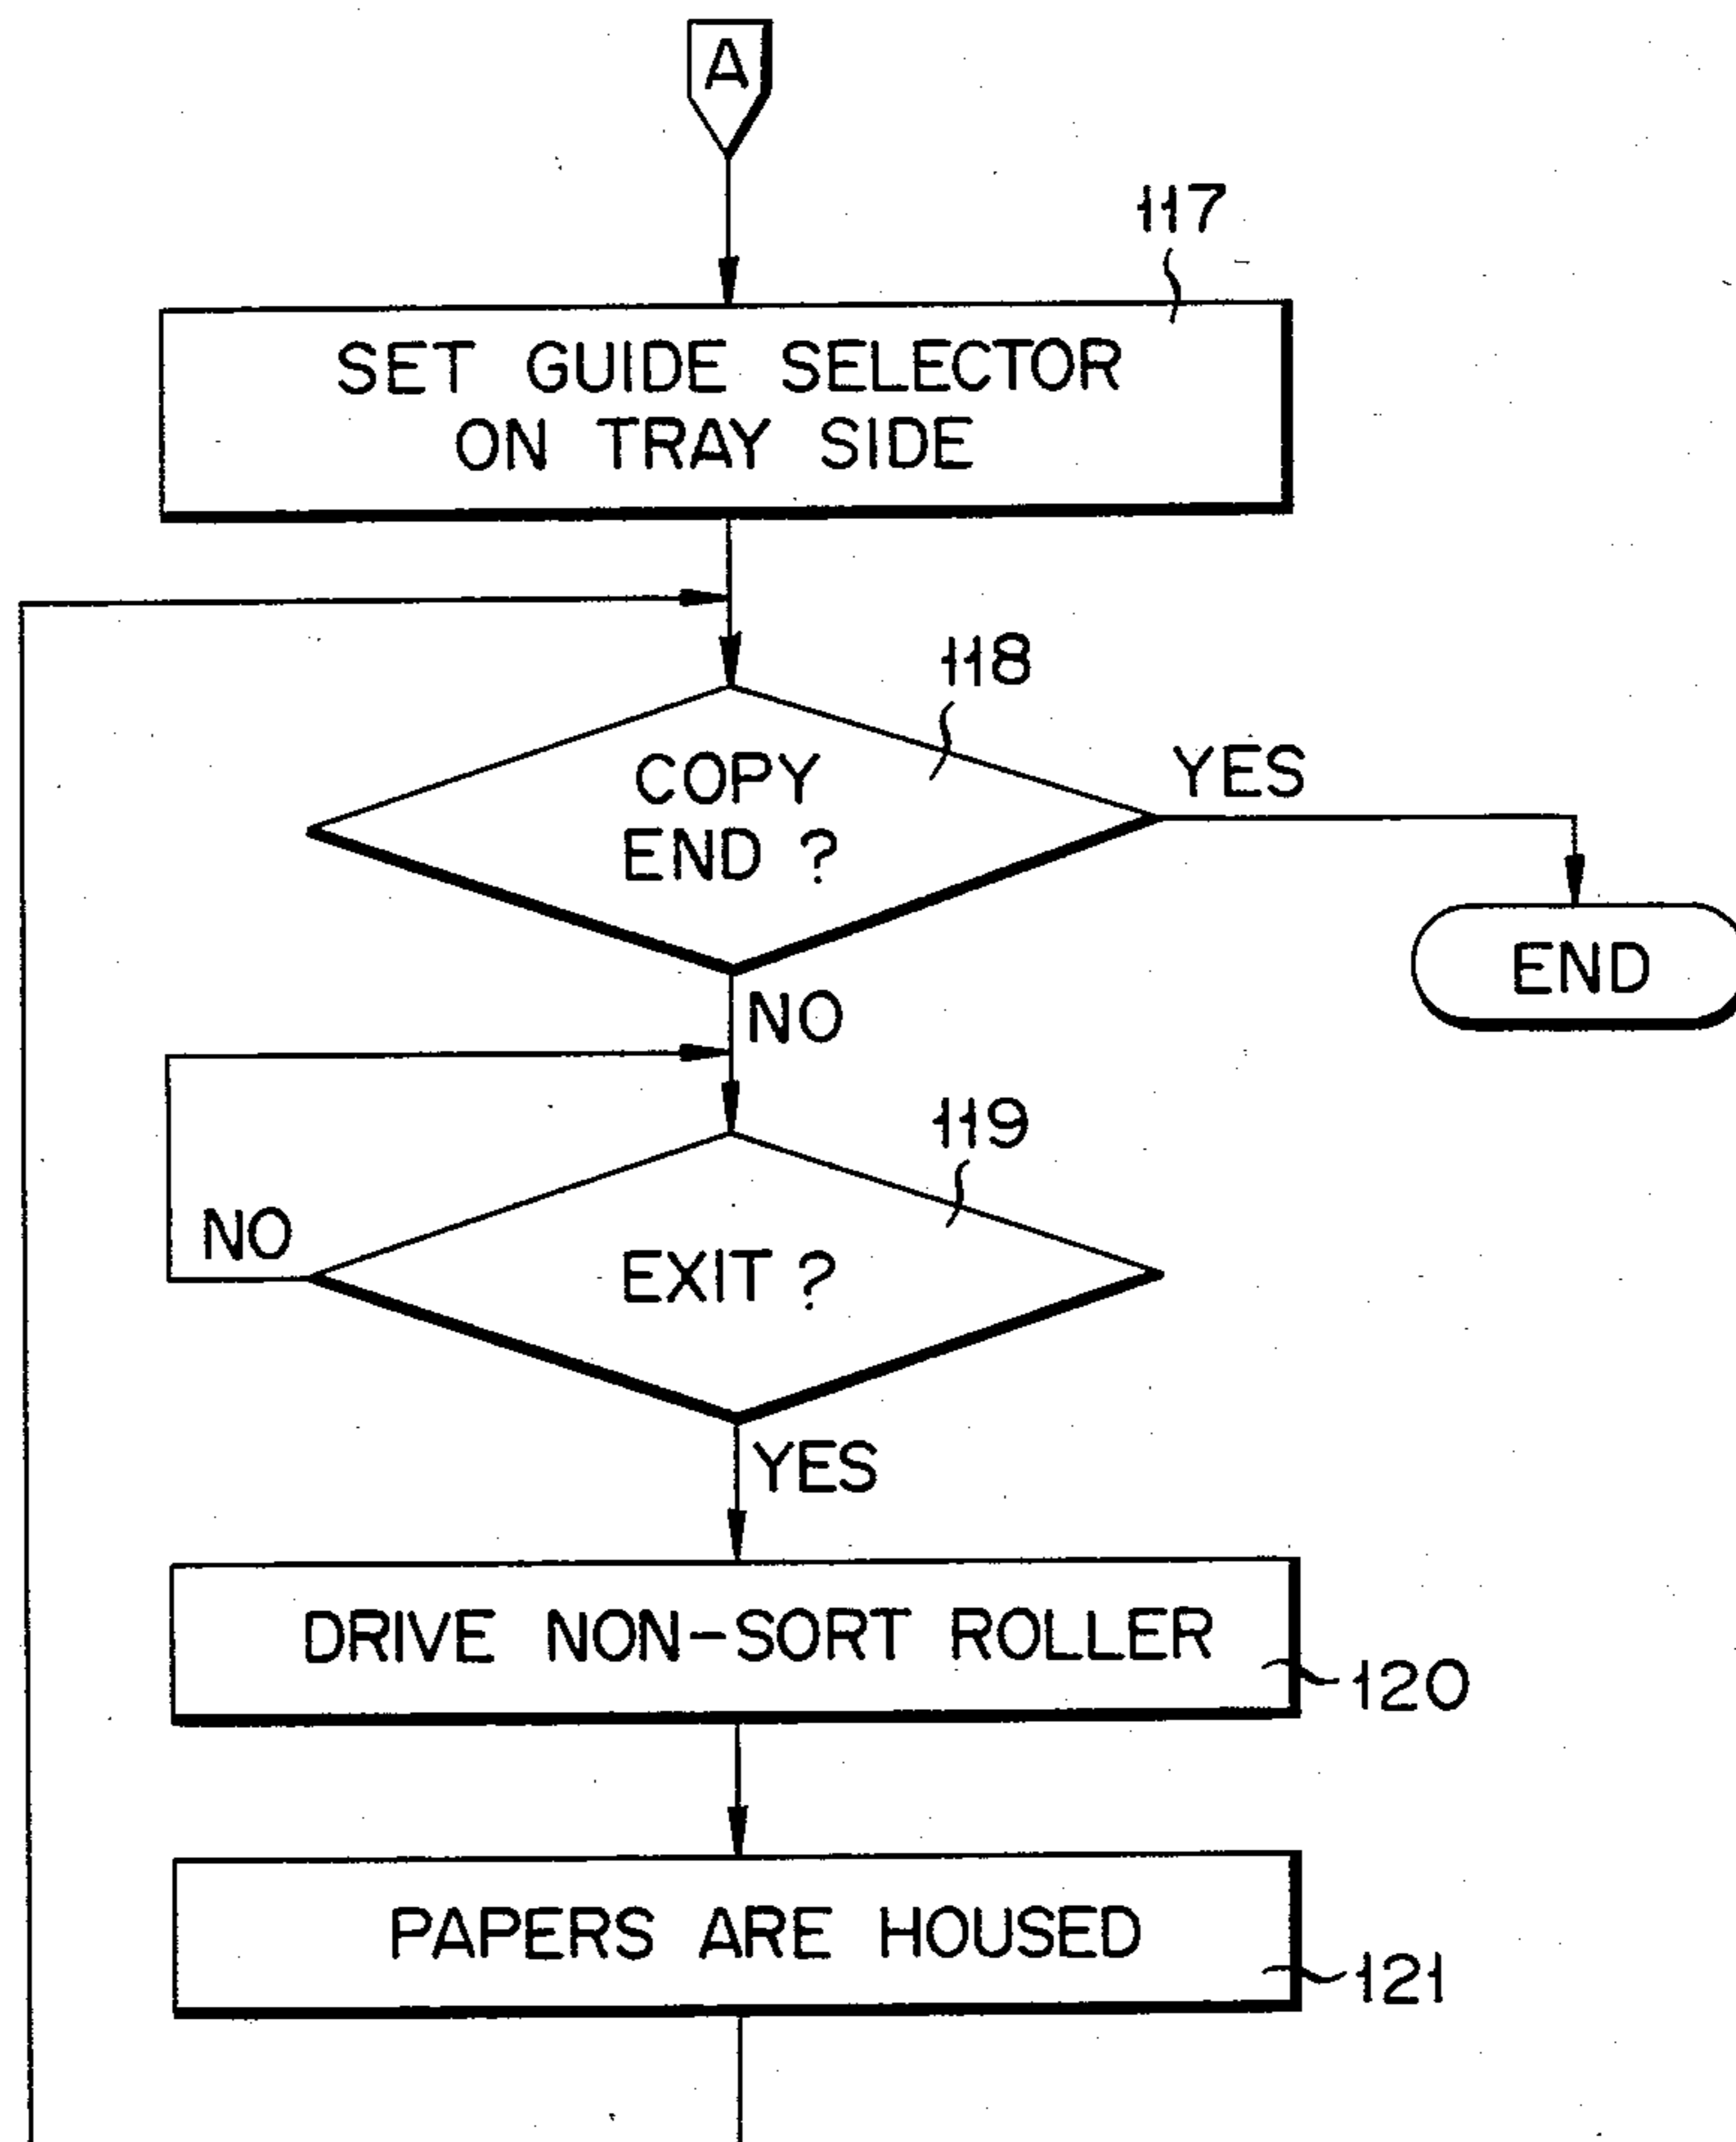 A
117
SET GUIDE SELECTOR
ON TRAY SIDE
118
COPY
END ?
YES
END
NO
119
NO
EXIT ?
YES
DRIVE NON-SORT ROLLER
120
PAPERS ARE HOUSED
121